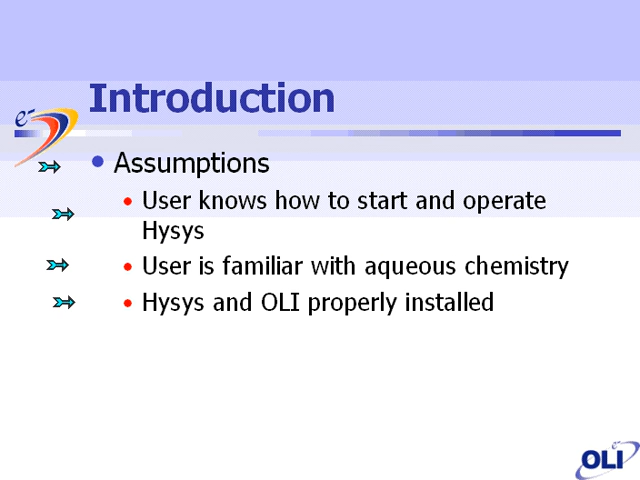 Introduction
e-
• Assumptions
• User knows how to start and operate
Hysys
• User is familiar with aqueous chemistry
• Hysys and OLI properly installed
OLI